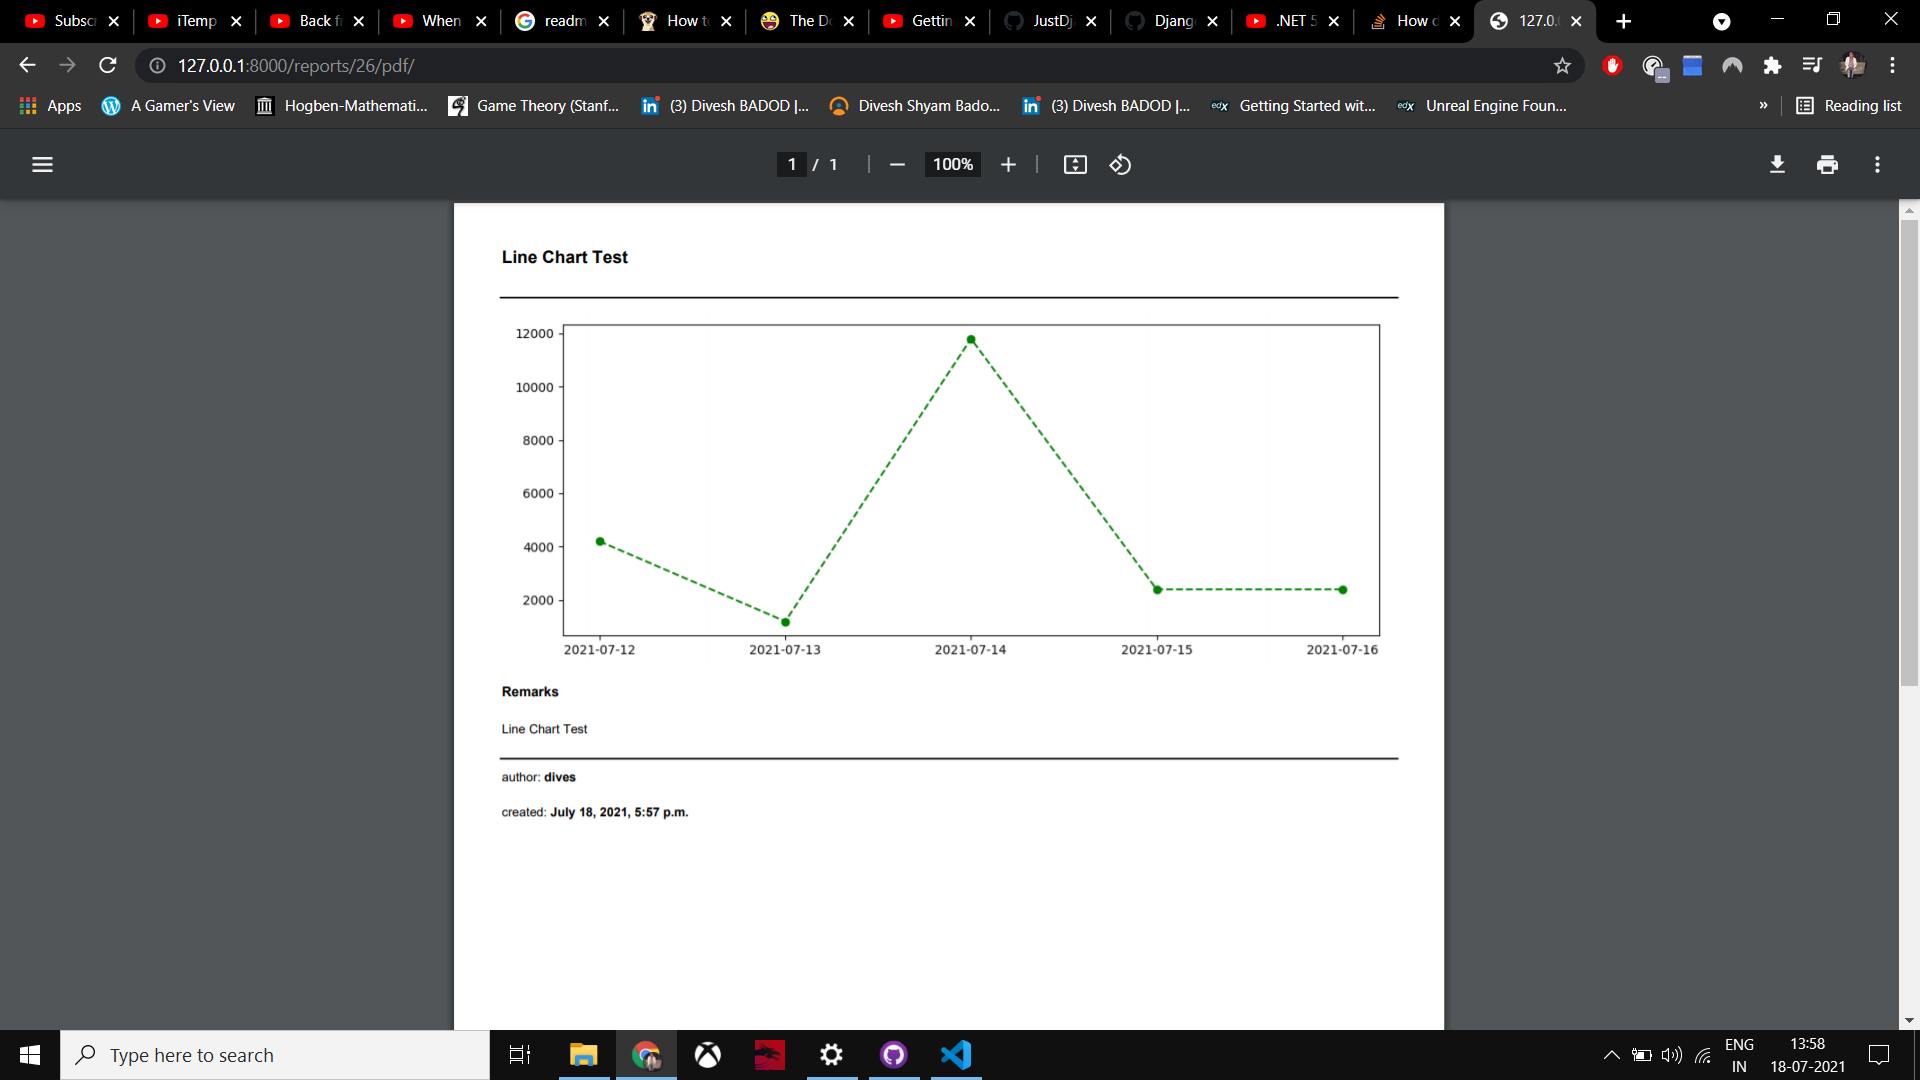 Subscr iTemp Back f When readm How to The Do Gettin JustDj Djang .NET 5 How d 127.0.
127.0.0.1:8000/reports/26/pdf/
Apps A Gamer's View Hogben-Mathemati... Game Theory (Stanf... (3) Divesh BADOD |... Divesh Shyam Bado... (3) Divesh BADOD |... edX Getting Started wit... edX Unreal Engine Foun... » Reading list
1 / 1 100%
Line Chart Test
12000
10000
8000
6000
4000
2000
2021-07-12 2021-07-13 2021-07-14 2021-07-15 2021-07-16
Remarks
Line Chart Test
author: dives
created: July 18, 2021, 5:57 p.m.
Type here to search
ENG 13:58
IN 18-07-2021